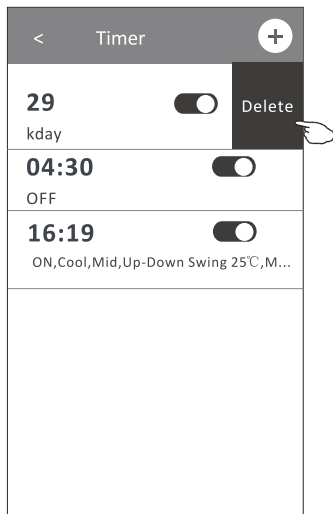 < Timer +
29
kday
Delete
04:30
OFF
16:19
ON,Cool,Mid,Up-Down Swing 25℃,M...